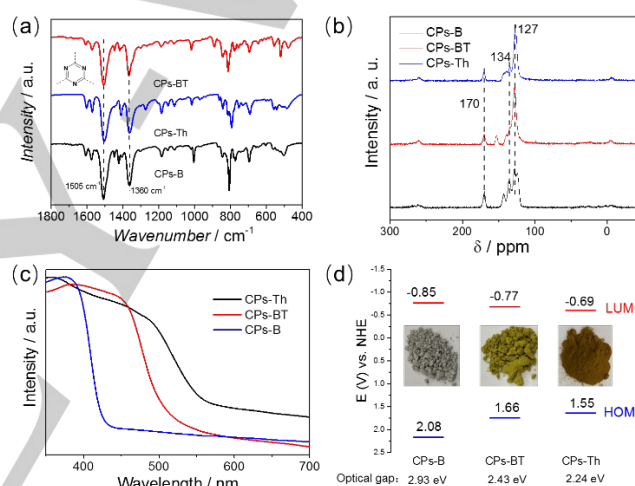 (a)
N
N
N
CPs-BT
CPs-Th
CPs-B
1505 cm⁻¹
1360 cm⁻¹
Intensity / a.u.
1800 1600 1400 1200 1000 800 600 400
Wavenumber / cm⁻¹
(b)
CPs-B
CPs-BT
CPs-Th
127
134
170
Intensity / a.u.
300 200 100 0
δ / ppm
(c)
CPs-Th
CPs-BT
CPs-B
Intensity / a.u.
400 500 600 700
Wavelength / nm
(d)
E (V) vs. NHE
-1.5
-1.0
-0.5
0.0
0.5
1.0
1.5
2.0
2.5
-0.85 -0.77 -0.69
LUM
2.08 1.66 1.55
HOM
CPs-B CPs-BT CPs-Th
Optical gap: 2.93 eV 2.43 eV 2.24 eV